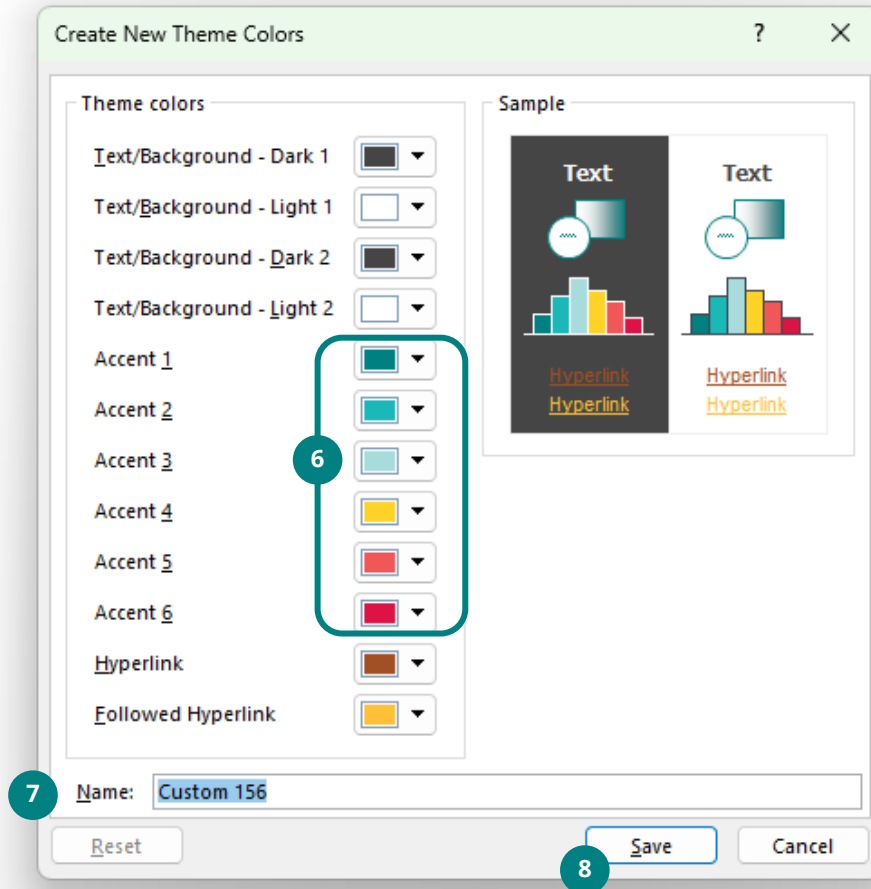 Create New Theme Colors ? ×
Theme colors
Text/Background - Dark 1
Text/Background - Light 1
Text/Background - Dark 2
Text/Background - Light 2
Accent 1
Accent 2
Accent 3
6
Accent 4
Accent 5
Accent 6
Hyperlink
Followed Hyperlink
Sample
Text Text
Hyperlink Hyperlink
Hyperlink Hyperlink
7 Name: Custom 156
Reset Save Cancel
8